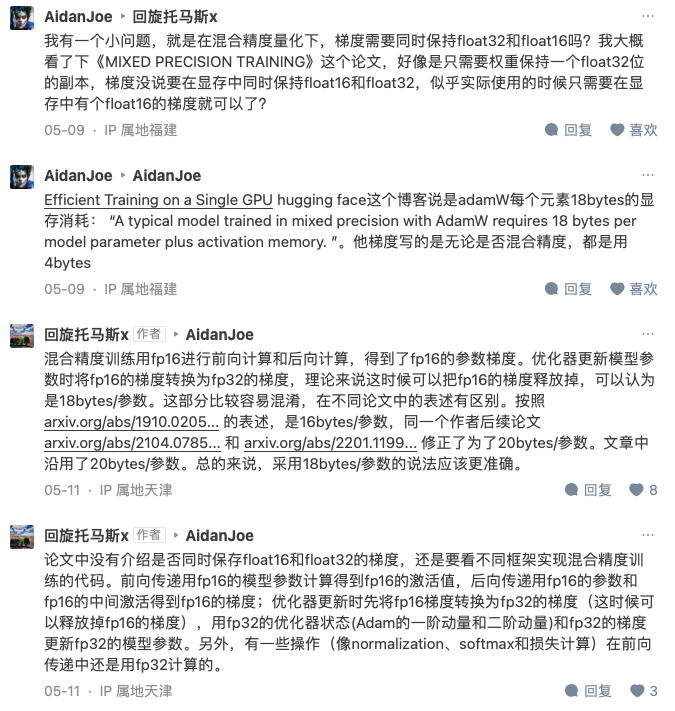 AidanJoe ▸ 回旋托马斯x ...
我有一个小问题，就是在混合精度量化下，梯度需要同时保持float32和float16吗？我大概
看了下《MIXED PRECISION TRAINING》这个论文，好像是只需要权重保持一个float32位
的副本，梯度没说要在显存中同时保持float16和float32，似乎实际使用的时候只需要在显
存中有个float16的梯度就可以了？
05-09 · IP 属地福建 回复 喜欢
AidanJoe ▸ AidanJoe ...
Efficient Training on a Single GPU hugging face这个博客说是adamW每个元素18bytes的显
存消耗： “A typical model trained in mixed precision with AdamW requires 18 bytes per
model parameter plus activation memory. ”。他梯度写的是无论是否混合精度，都是用
4bytes
05-09 · IP 属地福建 回复 喜欢
回旋托马斯x 作者 ▸ AidanJoe ...
混合精度训练用fp16进行前向计算和后向计算，得到了fp16的参数梯度。优化器更新模型参
数时将fp16的梯度转换为fp32的梯度，理论来说这时候可以把fp16的梯度释放掉，可以认为
是18bytes/参数。这部分比较容易混淆，在不同论文中的表述有区别。按照
arxiv.org/abs/1910.0205... 的表述，是16bytes/参数，同一个作者后续论文
arxiv.org/abs/2104.0785... 和 arxiv.org/abs/2201.1199... 修正了为了20bytes/参数。文章中
沿用了20bytes/参数。总的来说，采用18bytes/参数的说法应该更准确。
05-11 · IP 属地天津 回复 8
回旋托马斯x 作者 ▸ AidanJoe ...
论文中没有介绍是否同时保存float16和float32的梯度，还是要看不同框架实现混合精度训
练的代码。前向传递用fp16的模型参数计算得到fp16的激活值，后向传递用fp16的参数和
fp16的中间激活得到fp16的梯度；优化器更新时先将fp16梯度转换为fp32的梯度（这时候可
以释放掉fp16的梯度），用fp32的优化器状态(Adam的一阶动量和二阶动量)和fp32的梯度
更新fp32的模型参数。另外，有一些操作（像normalization、softmax和损失计算）在前向
传递中还是用fp32计算的。
05-11 · IP 属地天津 回复 3